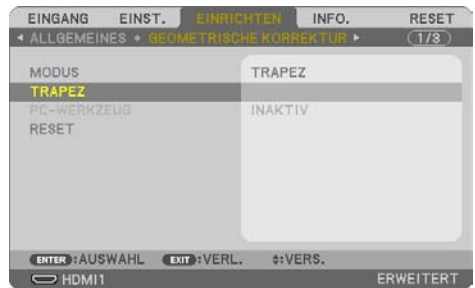 EINGANG EINST. EINRICHTEN INFO. RESET
ALLGEMEINES GEOMETRISCHE KORREKTUR 1/3
MODUS TRAPEZ
TRAPEZ
PC-WERKZEUG INAKTIV
RESET
ENTER :AUSWAHL EXIT :VERL. :VERS.
HDMI1 ERWEITERT